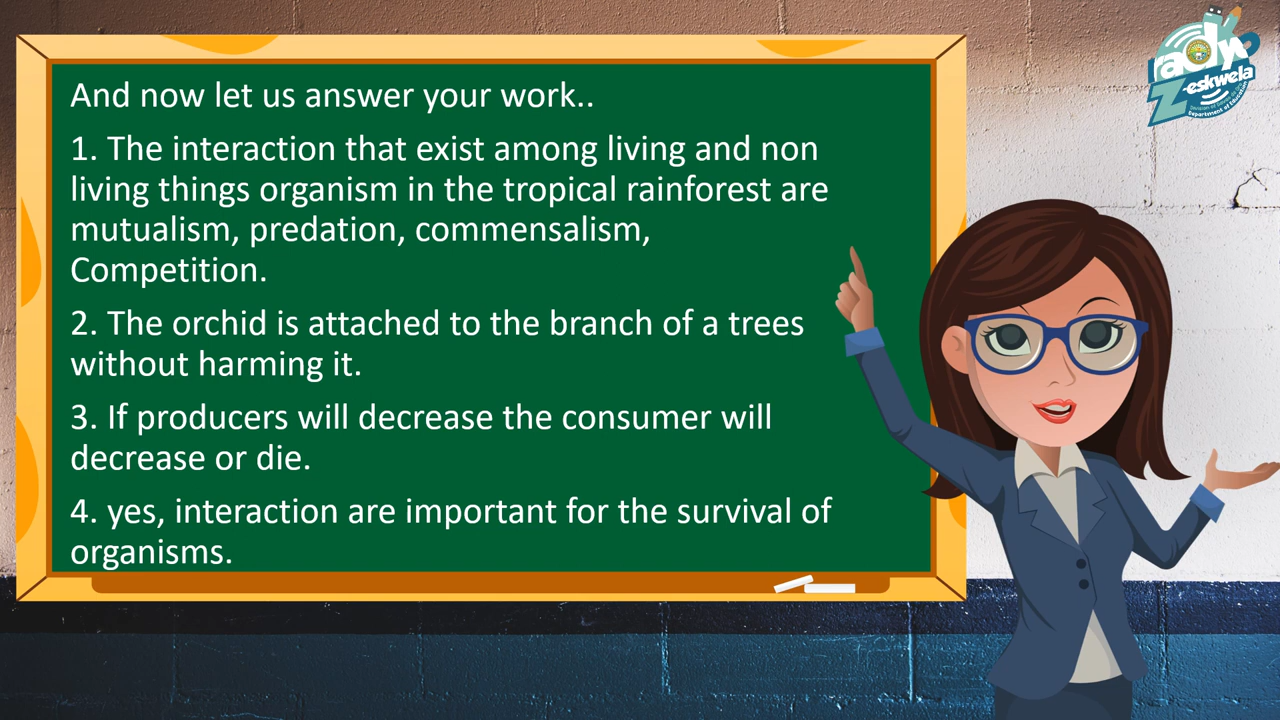 And now let us answer your work..
1. The interaction that exist among living and non
living things organism in the tropical rainforest are
mutualism, predation, commensalism,
Competition.
2. The orchid is attached to the branch of a trees
without harming it.
3. If producers will decrease the consumer will
decrease or die.
4. yes, interaction are important for the survival of
organisms.
Z-eskwela
Department of Education